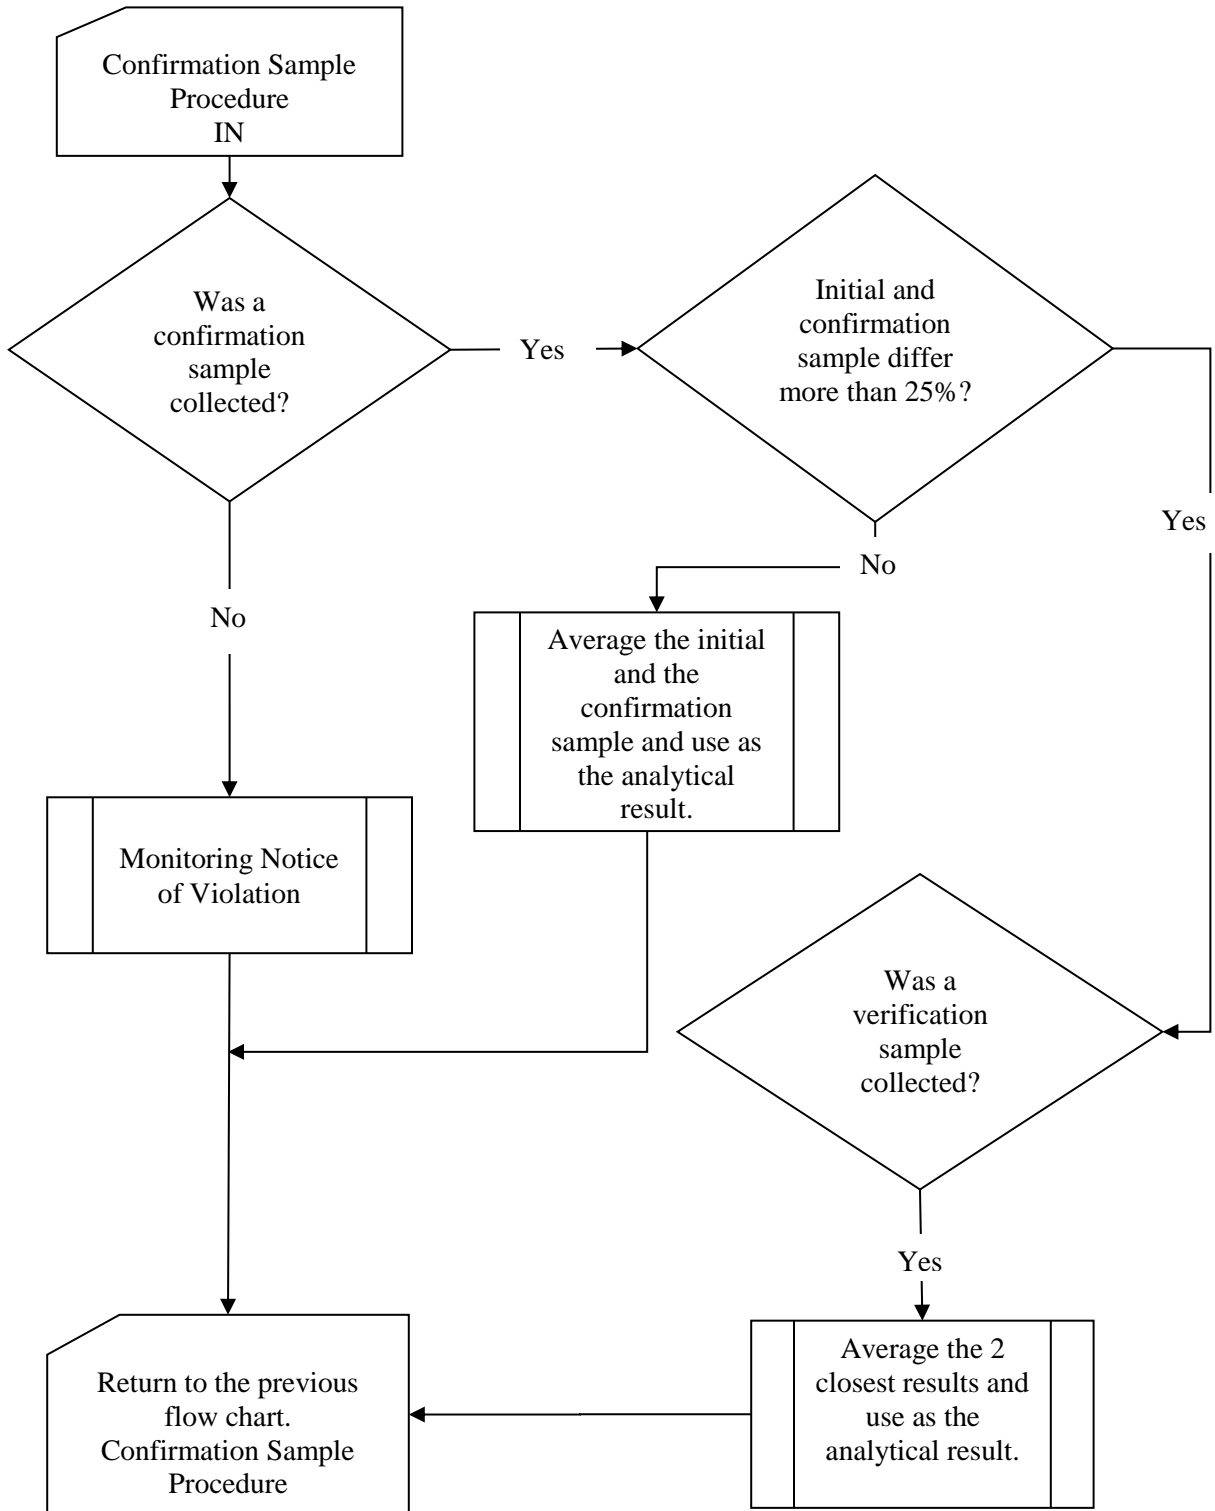 Confirmation Sample
Procedure
IN
Was a
confirmation
sample
collected?
Yes
Initial and
confirmation
sample differ
more than 25%?
Yes
No
No
Average the initial
and the
confirmation
sample and use as
the analytical
result.
Monitoring Notice
of Violation
Was a
verification
sample
collected?
Yes
Average the 2
closest results and
use as the
analytical result.
Return to the previous
flow chart.
Confirmation Sample
Procedure